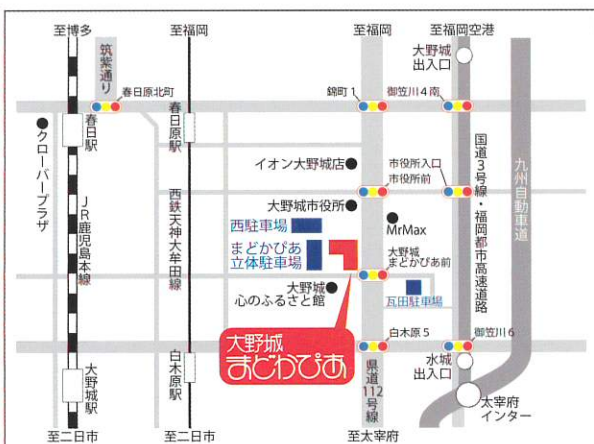 至博多
至福岡
至福岡
至福岡空港
筑紫通り
大野城
出入口
春日原北町
錦町1
御笠川4南
春日駅
春日原駅
クローバープラザ
イオン大野城店
市役所入口
市役所前
国道3号線・福岡都市高速道路
九州自動車道
JR鹿児島本線
西鉄天神大牟田線
大野城市役所
西駐車場
MrMax
まどかぴあ
立体駐車場
大野城
まどかぴあ前
大野城
心のふるさと館
瓦田駐車場
大野城
まどかぴあ
白木原5
御笠川6
大野城駅
白木原駅
県道112号線
水城
出入口
太宰府
インター
至二日市
至二日市
至太宰府